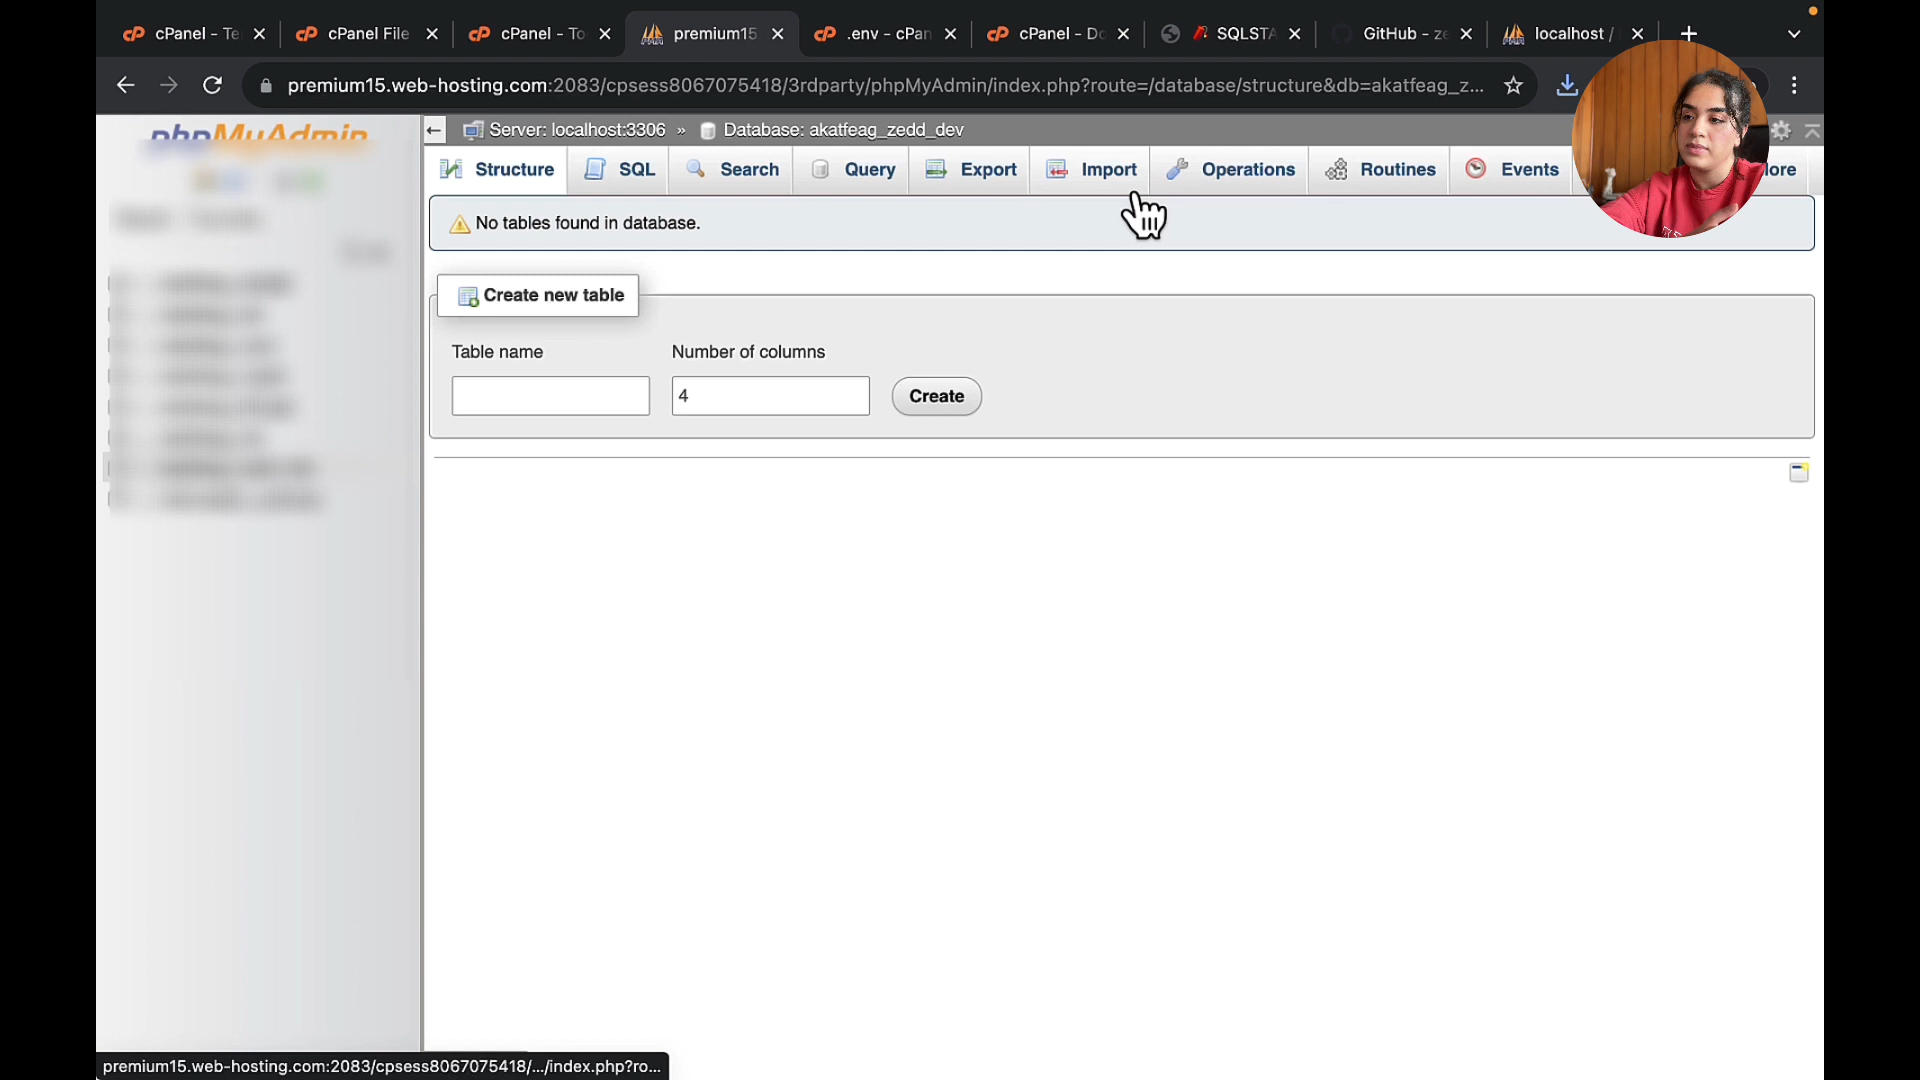 cPanel - Te
cPanel File
cPanel - To
premium15
.env - cPan
cPanel - Do
SQLSTA
GitHub - ze
localhost /
premium15.web-hosting.com:2083/cpsess8067075418/3rdparty/phpMyAdmin/index.php?route=/database/structure&db=akatfeag_z...
phpMyAdmin
Server: localhost:3306 » Database: akatfeag_zedd_dev
Structure
SQL
Search
Query
Export
Import
Operations
Routines
Events
ore
No tables found in database.
Create new table
Table name
Number of columns
4
Create
premium15.web-hosting.com:2083/cpsess8067075418/.../index.php?ro...